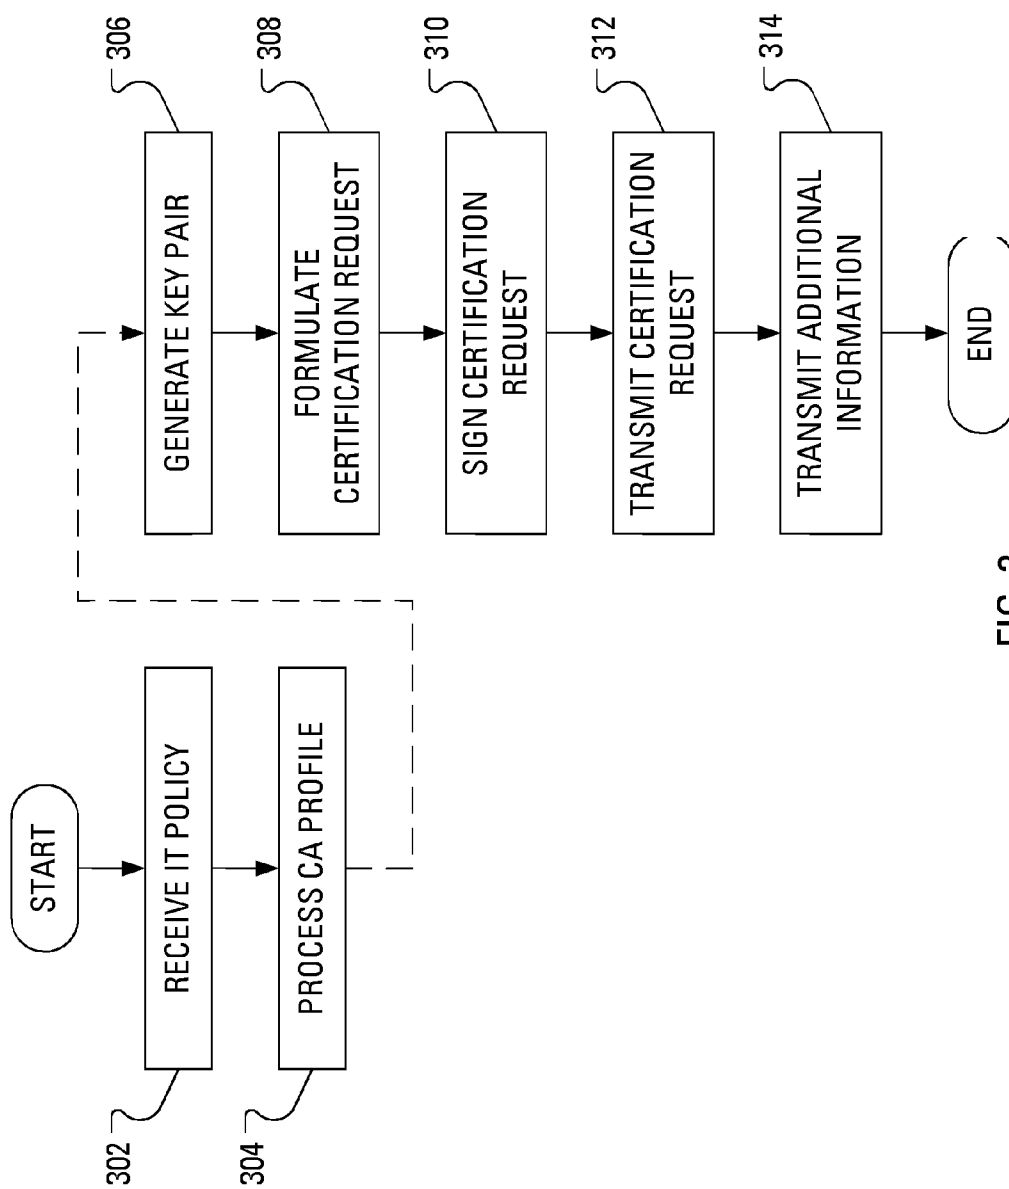 START
302
RECEIVE IT POLICY
304
PROCESS CA PROFILE
306
GENERATE KEY PAIR
308
FORMULATE
CERTIFICATION REQUEST
310
SIGN CERTIFICATION
REQUEST
312
TRANSMIT CERTIFICATION
REQUEST
314
TRANSMIT ADDITIONAL
INFORMATION
END
FIG.